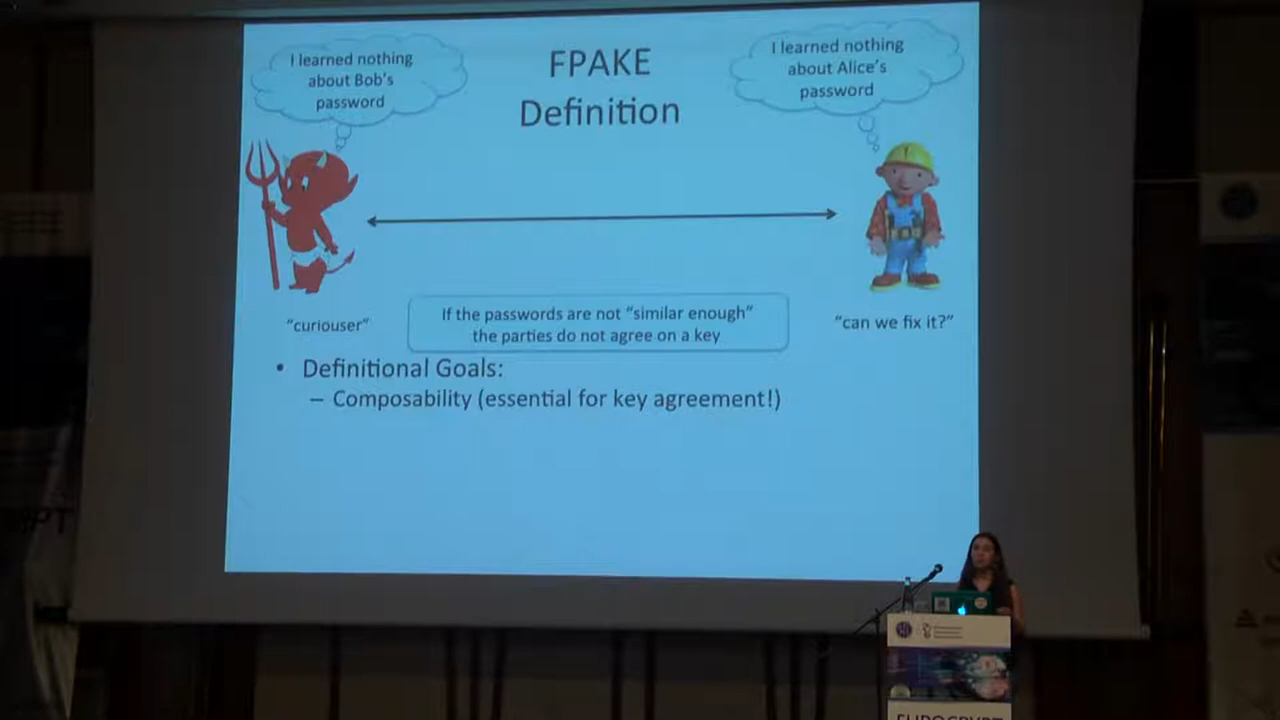 I learned nothing
about Bob's
password
FPAKE
Definition
I learned nothing
about Alice's
password
"curiouser"
If the passwords are not "similar enough"
the parties do not agree on a key
"can we fix it?"
• Definitional Goals:
– Composability (essential for key agreement!)
EUROCRYPT